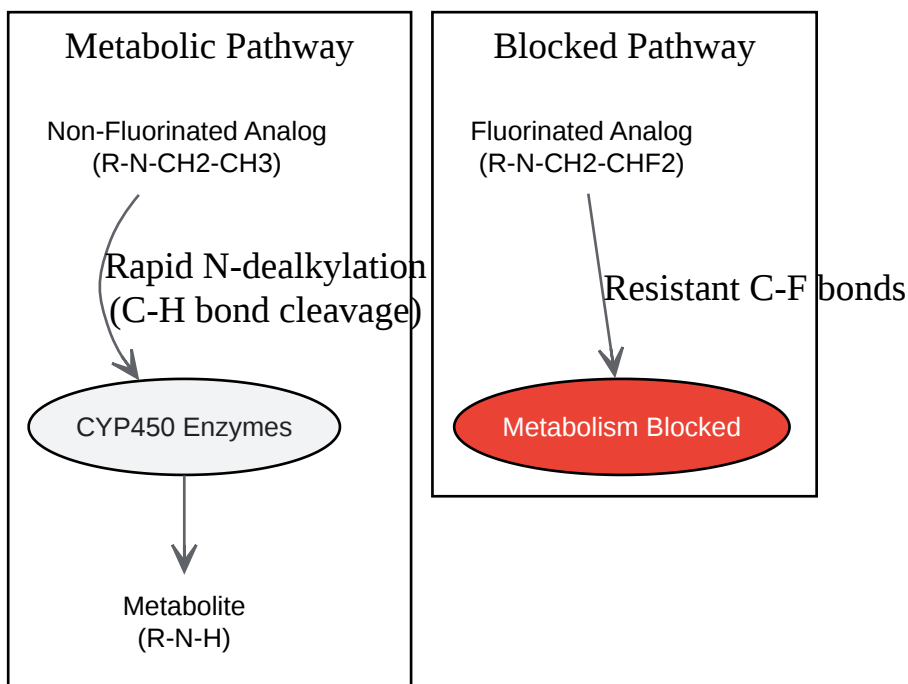 Metabolic Pathway
Non-Fluorinated Analog
(R-N-CH2-CH3)
Rapid N-dealkylation
(C-H bond cleavage)
CYP450 Enzymes
Metabolite
(R-N-H)
Blocked Pathway
Fluorinated Analog
(R-N-CH2-CHF2)
Resistant C-F bonds
Metabolism Blocked